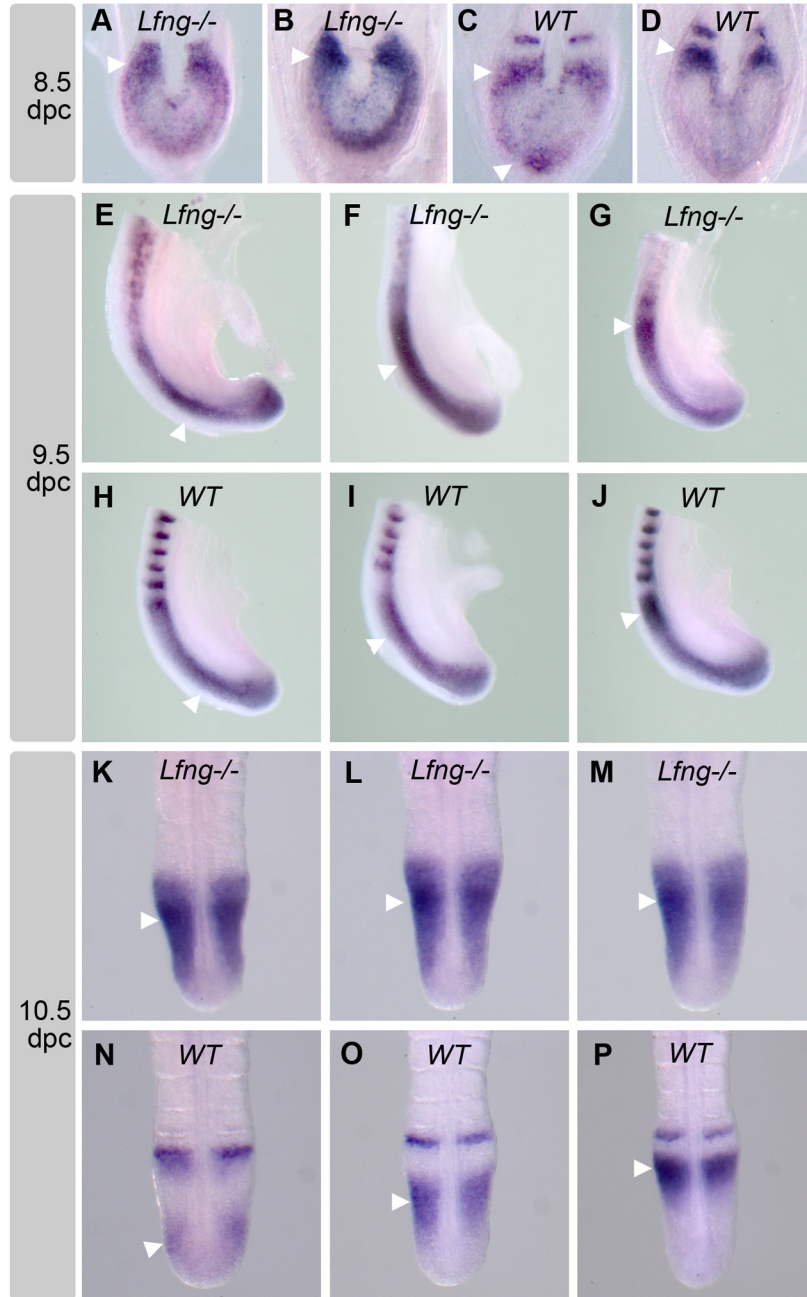 8.5
dpc
A Lfng-/-
B Lfng-/-
C WT
D WT
9.5
dpc
E Lfng-/-
F Lfng-/-
G Lfng-/-
H WT
I WT
J WT
10.5
dpc
K Lfng-/-
L Lfng-/-
M Lfng-/-
N WT
O WT
P WT